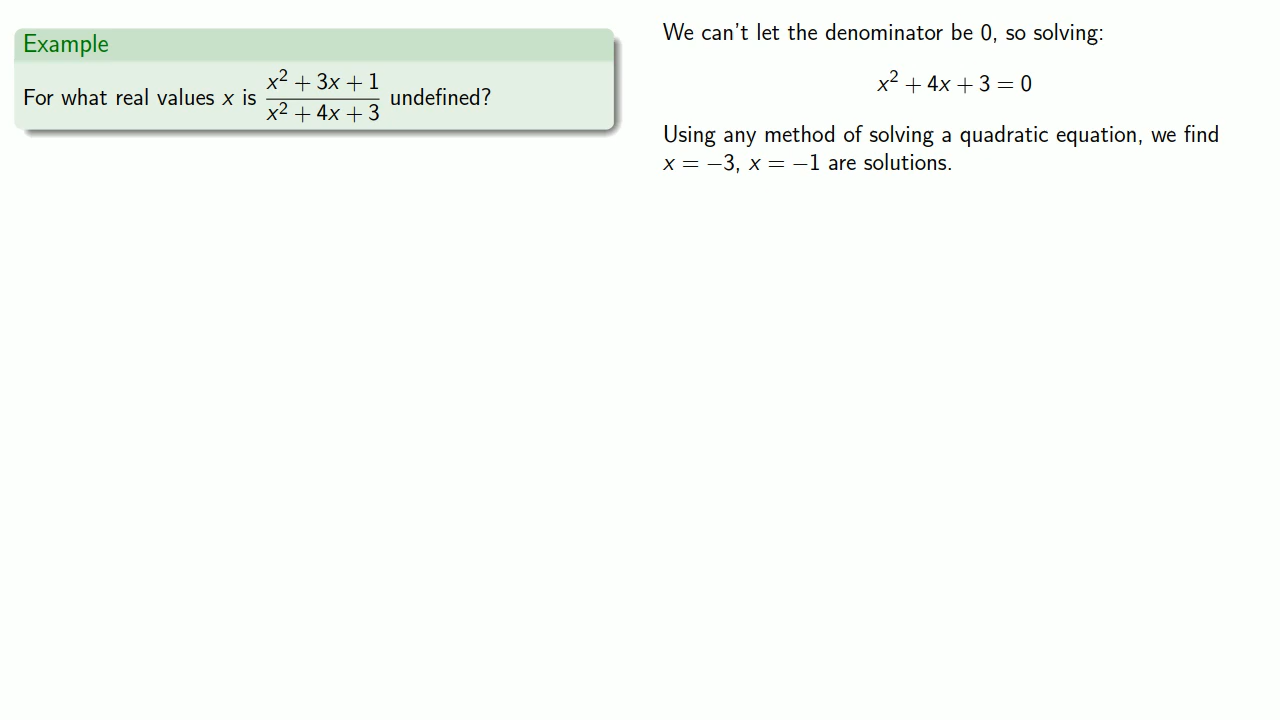 Example
For what real values x is \frac{x^2 + 3x + 1}{x^2 + 4x + 3} undefined?
We can't let the denominator be 0, so solving:
x^2 + 4x + 3 = 0
Using any method of solving a quadratic equation, we find
x = −3, x = −1 are solutions.